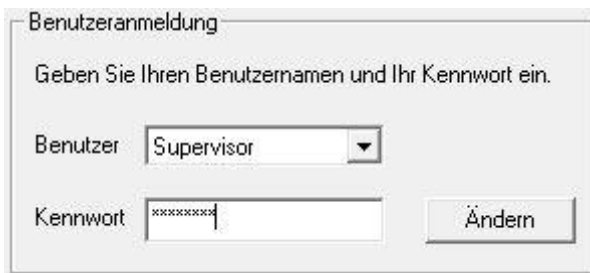 Benutzeranmeldung
Geben Sie Ihren Benutzernamen und Ihr Kennwort ein.
Benutzer Supervisor
Kennwort ******** Ändern